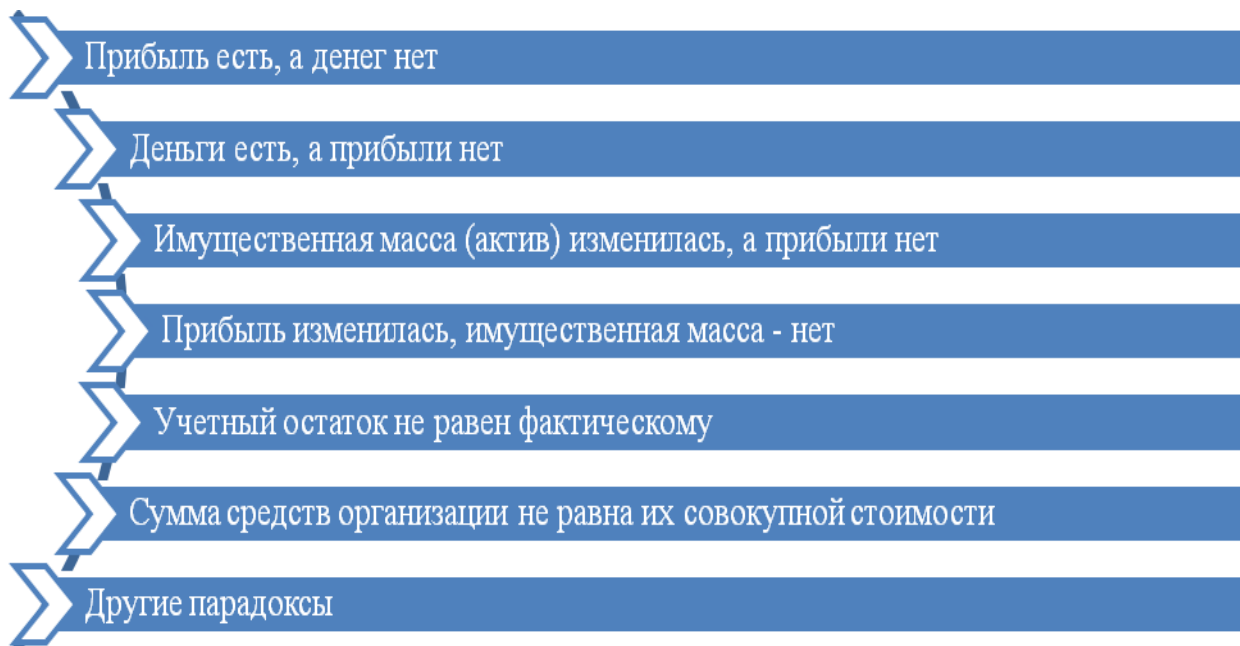 Прибыль есть, а денег нет
Деньги есть, а прибыли нет
Имущественная масса (актив) изменилась, а прибыли нет
Прибыль изменилась, имущественная масса - нет
Учетный остаток не равен фактическому
Сумма средств организации не равна их совокупной стоимости
Другие парадоксы